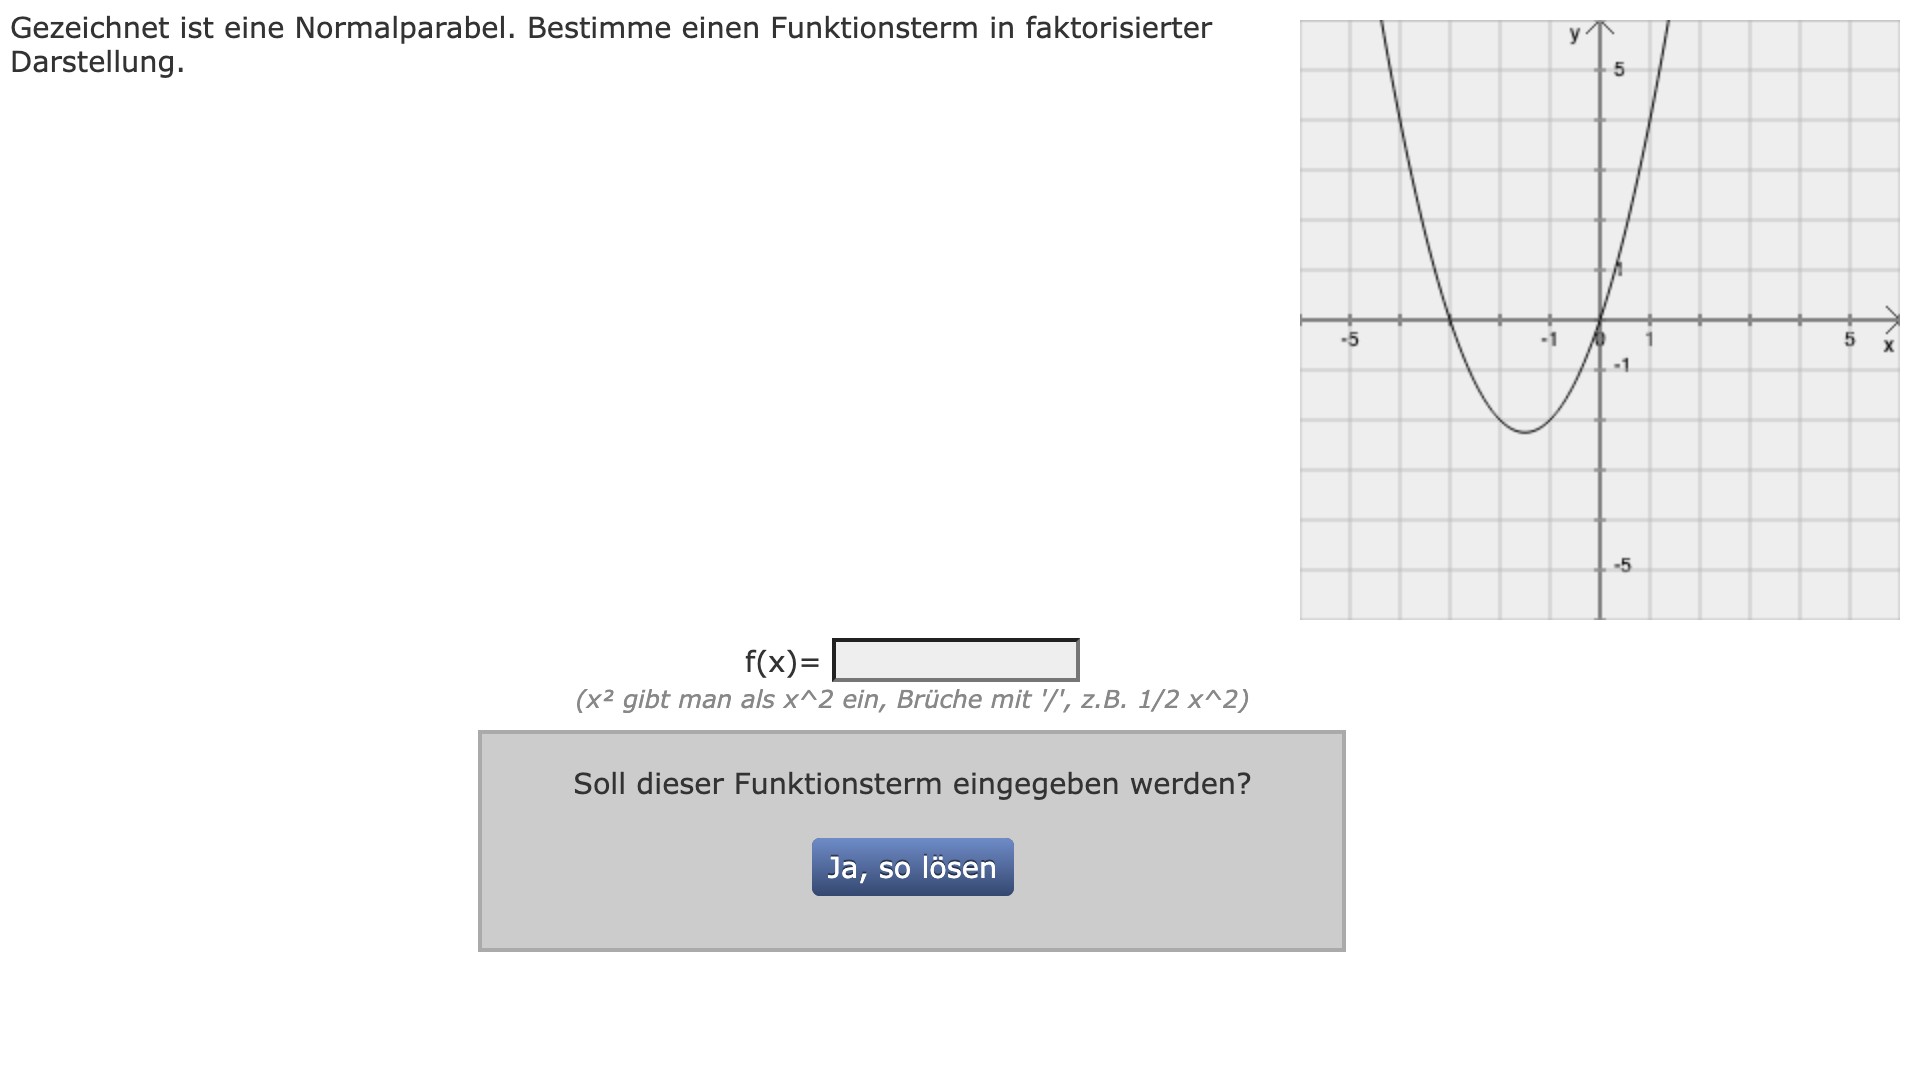 Gezeichnet ist eine Normalparabel. Bestimme einen Funktionsterm in faktorisierter
Darstellung.
y
5
1
-5
-1
0
1
5
x
-1
-5
f(x)=
(x² gibt man als x^2 ein, Brüche mit '/', z.B. 1/2 x^2)
Soll dieser Funktionsterm eingegeben werden?
Ja, so lösen